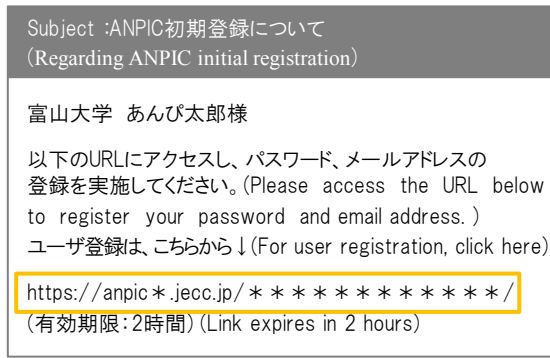 Subject :ANPIC初期登録について
（Regarding ANPIC initial registration）
富山大学 あんぴ太郎様
以下のURLにアクセスし、パスワード、メールアドレスの
登録を実施してください。（Please access the URL below
to register your password and email address. ）
ユーザ登録は、こちらから↓（For user registration, click here）
https://anpic＊.jecc.jp/＊＊＊＊＊＊＊＊＊＊＊＊/
（有効期限：2時間）（Link expires in 2 hours）